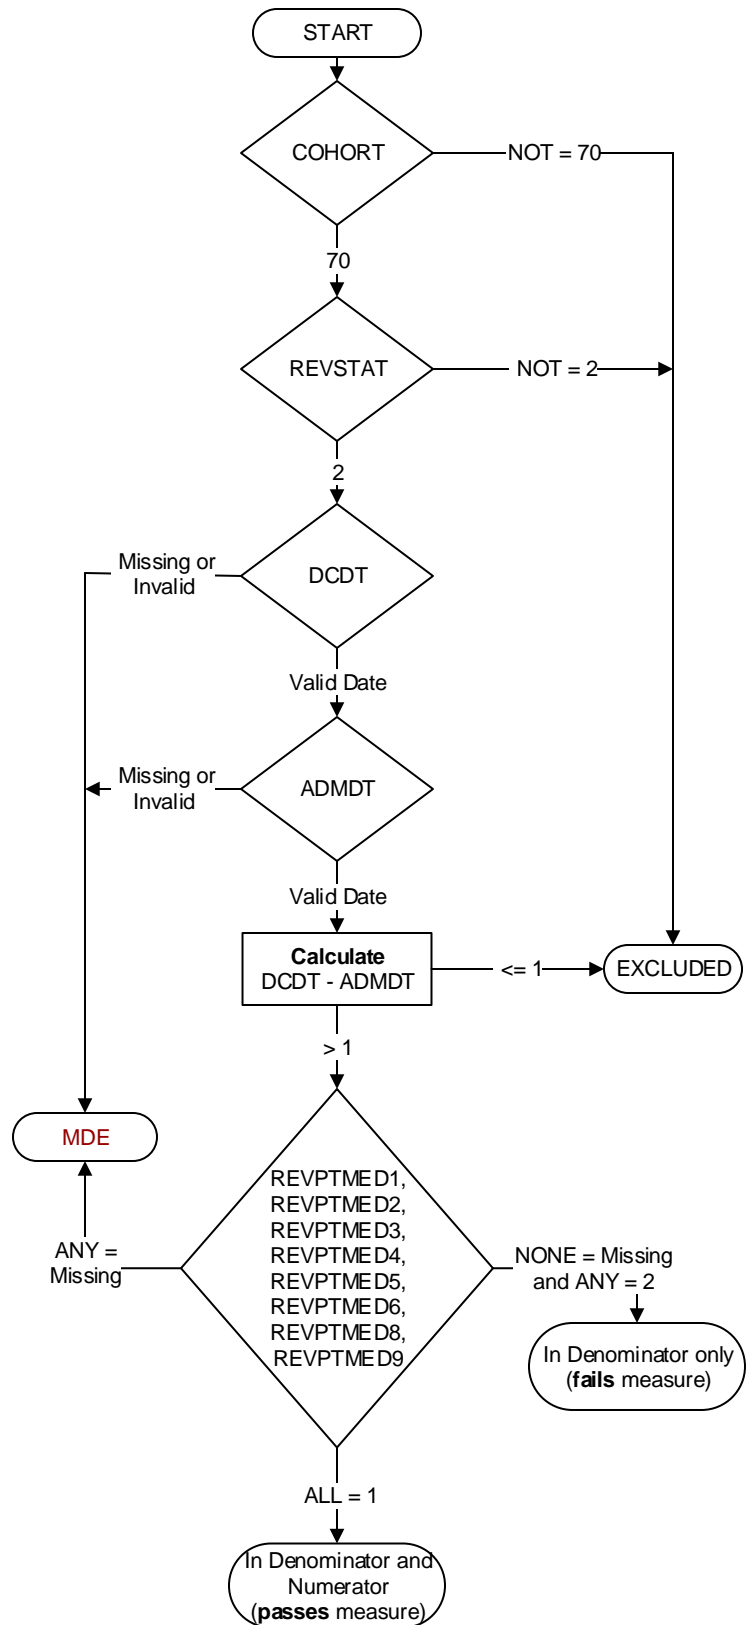 START
COHORT
NOT = 70
70
REVSTAT
NOT = 2
2
Missing or
Invalid
DCDT
Valid Date
Missing or
Invalid
ADMDT
Valid Date
Calculate
DCDT - ADMDT
<= 1
EXCLUDED
> 1
MDE
REVPTMED1,
REVPTMED2,
REVPTMED3,
REVPTMED4,
REVPTMED5,
REVPTMED6,
REVPTMED8,
REVPTMED9
ANY =
Missing
NONE = Missing
and ANY = 2
In Denominator only
(fails measure)
ALL = 1
In Denominator and
Numerator
(passes measure)